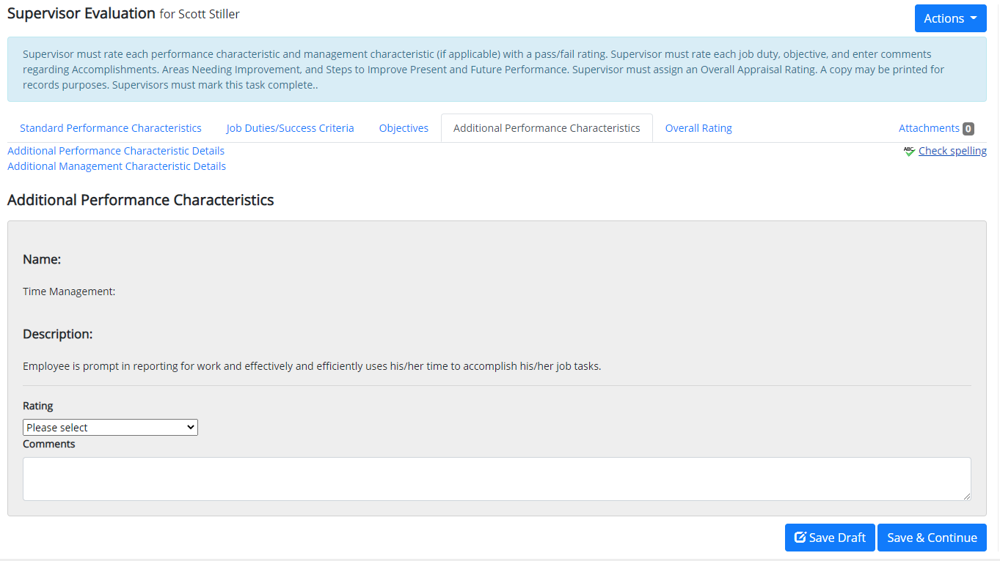 Supervisor Evaluation for Scott Stiller
Actions
Supervisor must rate each performance characteristic and management characteristic (if applicable) with a pass/fail rating. Supervisor must rate each job duty, objective, and enter comments
regarding Accomplishments. Areas Needing Improvement, and Steps to Improve Present and Future Performance. Supervisor must assign an Overall Appraisal Rating. A copy may be printed for
records purposes. Supervisors must mark this task complete..
Standard Performance Characteristics Job Duties/Success Criteria Objectives Additional Performance Characteristics Overall Rating Attachments 0
Additional Performance Characteristic Details
ABC Check spelling
Additional Management Characteristic Details
Additional Performance Characteristics
Name:
Time Management:
Description:
Employee is prompt in reporting for work and effectively and efficiently uses his/her time to accomplish his/her job tasks.
Rating
Please select
Comments
Save Draft Save & Continue